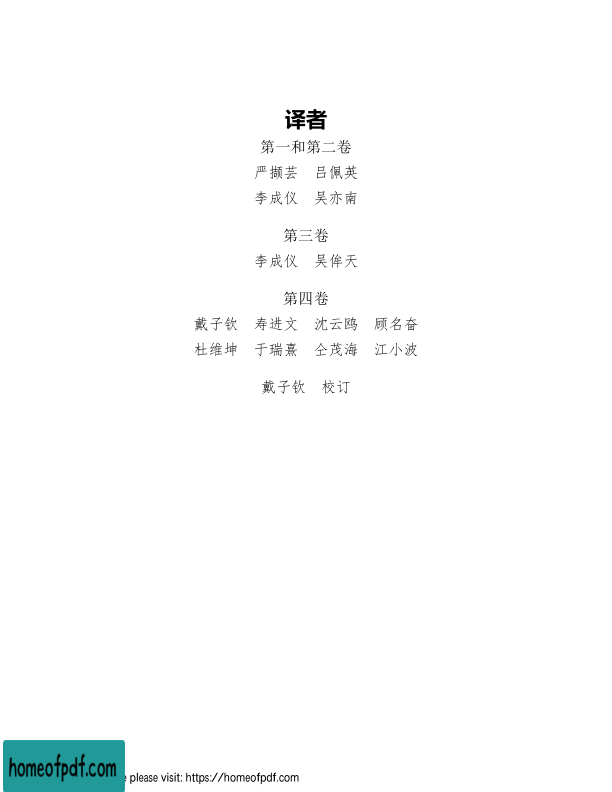 译者
第一和第二卷
严撷芸 吕佩英
李成仪 吴亦南
第三卷
李成仪 吴侔天
第四卷
戴子钦 寿进文 沈云鸥 顾名奋
杜维坤 于瑞熹 仝茂海 江小波
戴子钦 校订
homeofpdf.com
please visit: https://homeofpdf.com